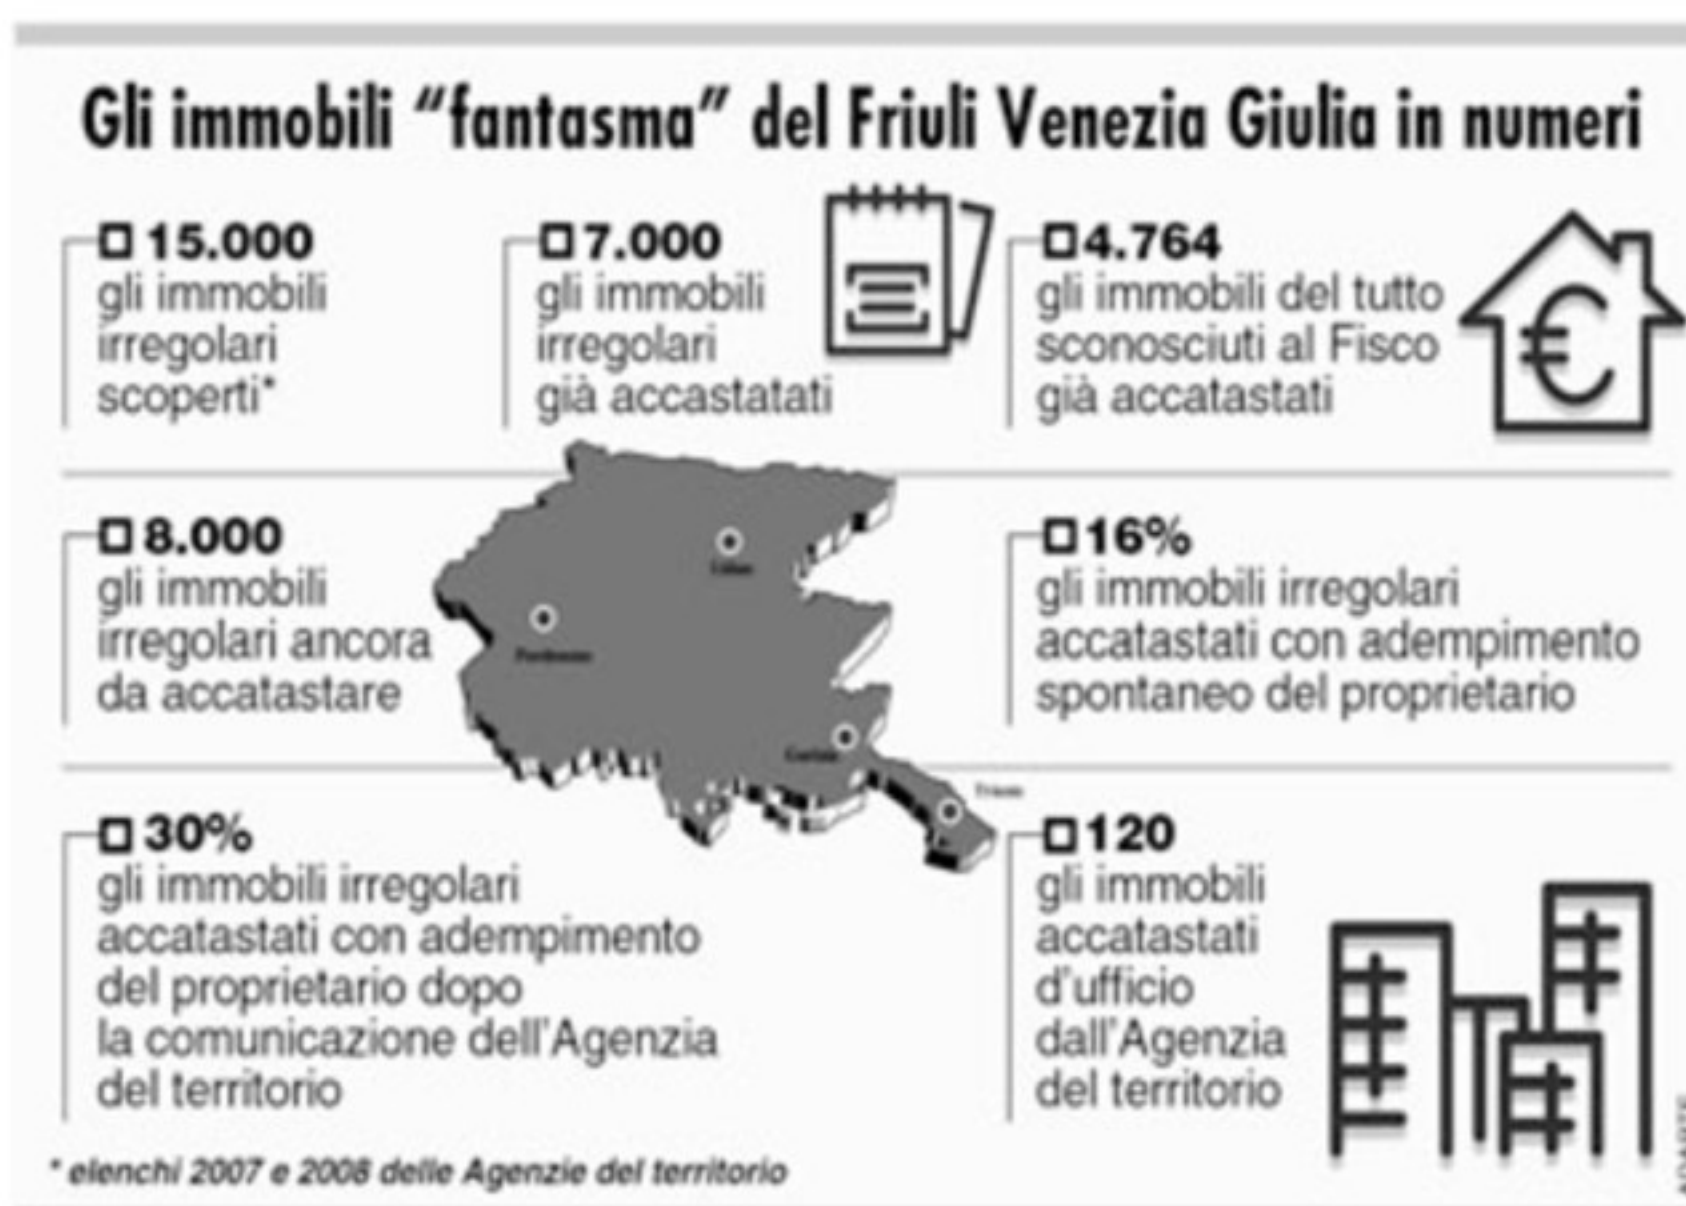 Gli immobili “fantasma” del Friuli Venezia Giulia in numeri
15.000
gli immobili
irregolari
scoperti*
7.000
gli immobili
irregolari
già accastatati
4.764
gli immobili del tutto
sconosciuti al Fisco
già accatastati
8.000
gli immobili
irregolari ancora
da accatastare
16%
gli immobili irregolari
accatastati con adempimento
spontaneo del proprietario
Udine
Pordenone
Gorizia
Trieste
30%
gli immobili irregolari
accatastati con adempimento
del proprietario dopo
la comunicazione dell'Agenzia
del territorio
120
gli immobili
accatastati
d'ufficio
dall'Agenzia
del territorio
* elenchi 2007 e 2008 delle Agenzie del territorio